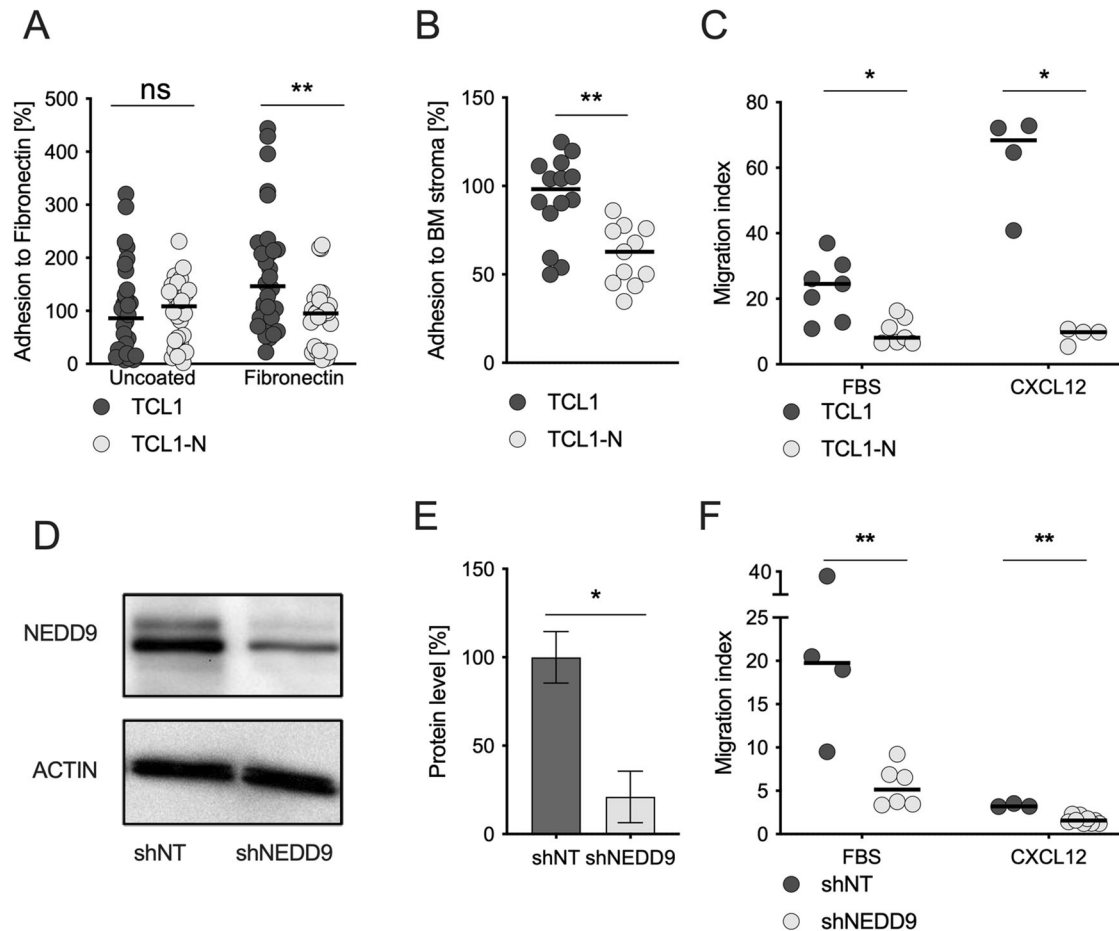 A
Adhesion to Fibronectin [%]
500
400
300
200
100
0
ns
**
Uncoated
Fibronectin
TCL1
TCL1-N
B
Adhesion to BM stroma [%]
150
100
50
0
**
TCL1
TCL1-N
C
Migration index
80
60
40
20
0
*
*
FBS
CXCL12
TCL1
TCL1-N
D
NEDD9
ACTIN
shNT
shNEDD9
E
Protein level [%]
150
100
50
0
*
shNT
shNEDD9
F
Migration index
40
25
20
15
10
5
0
**
**
FBS
CXCL12
shNT
shNEDD9